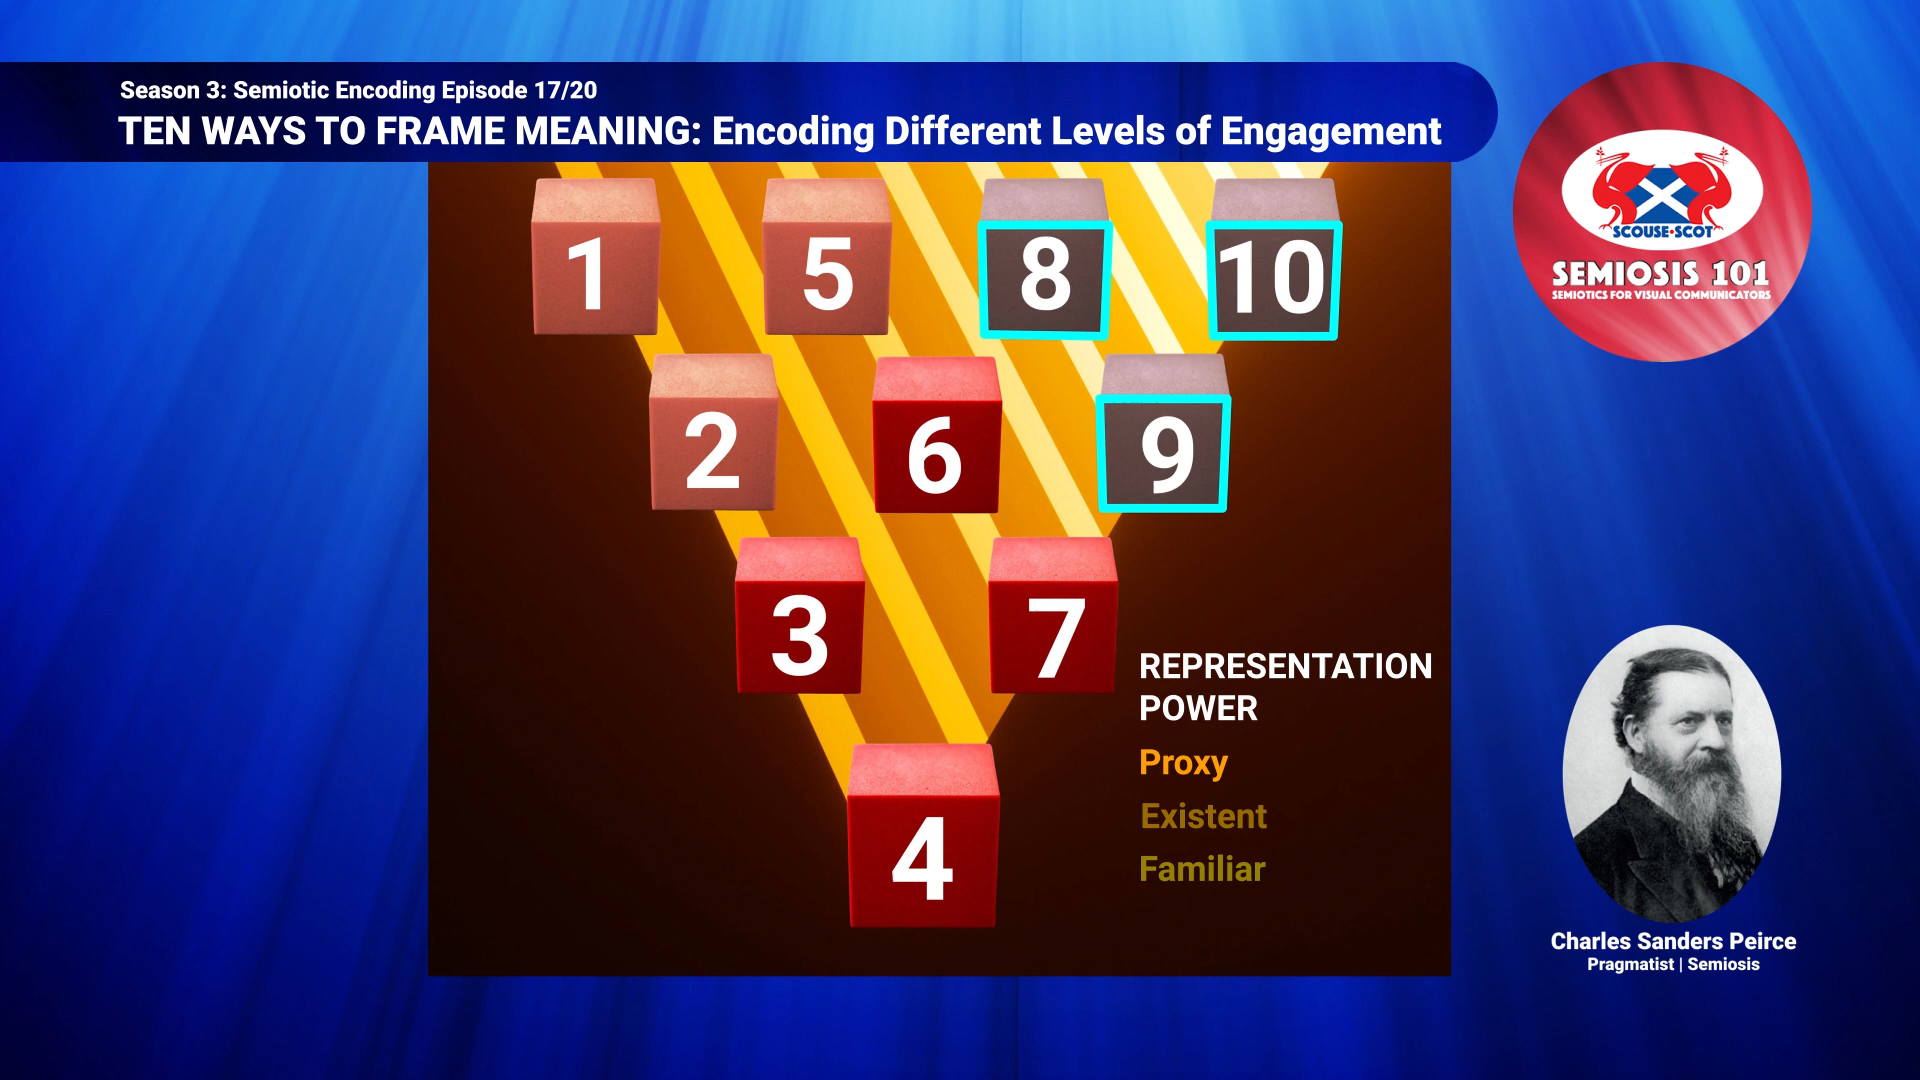 Season 3: Semiotic Encoding Episode 17/20
TEN WAYS TO FRAME MEANING: Encoding Different Levels of Engagement
1 5 8 10
2 6 9
3 7
4
REPRESENTATION
POWER
Proxy
Existent
Familiar
SCOUSE•SCOT
SEMIOSIS 101
SEMIOTICS FOR VISUAL COMMUNICATORS
Charles Sanders Peirce
Pragmatist | Semiosis